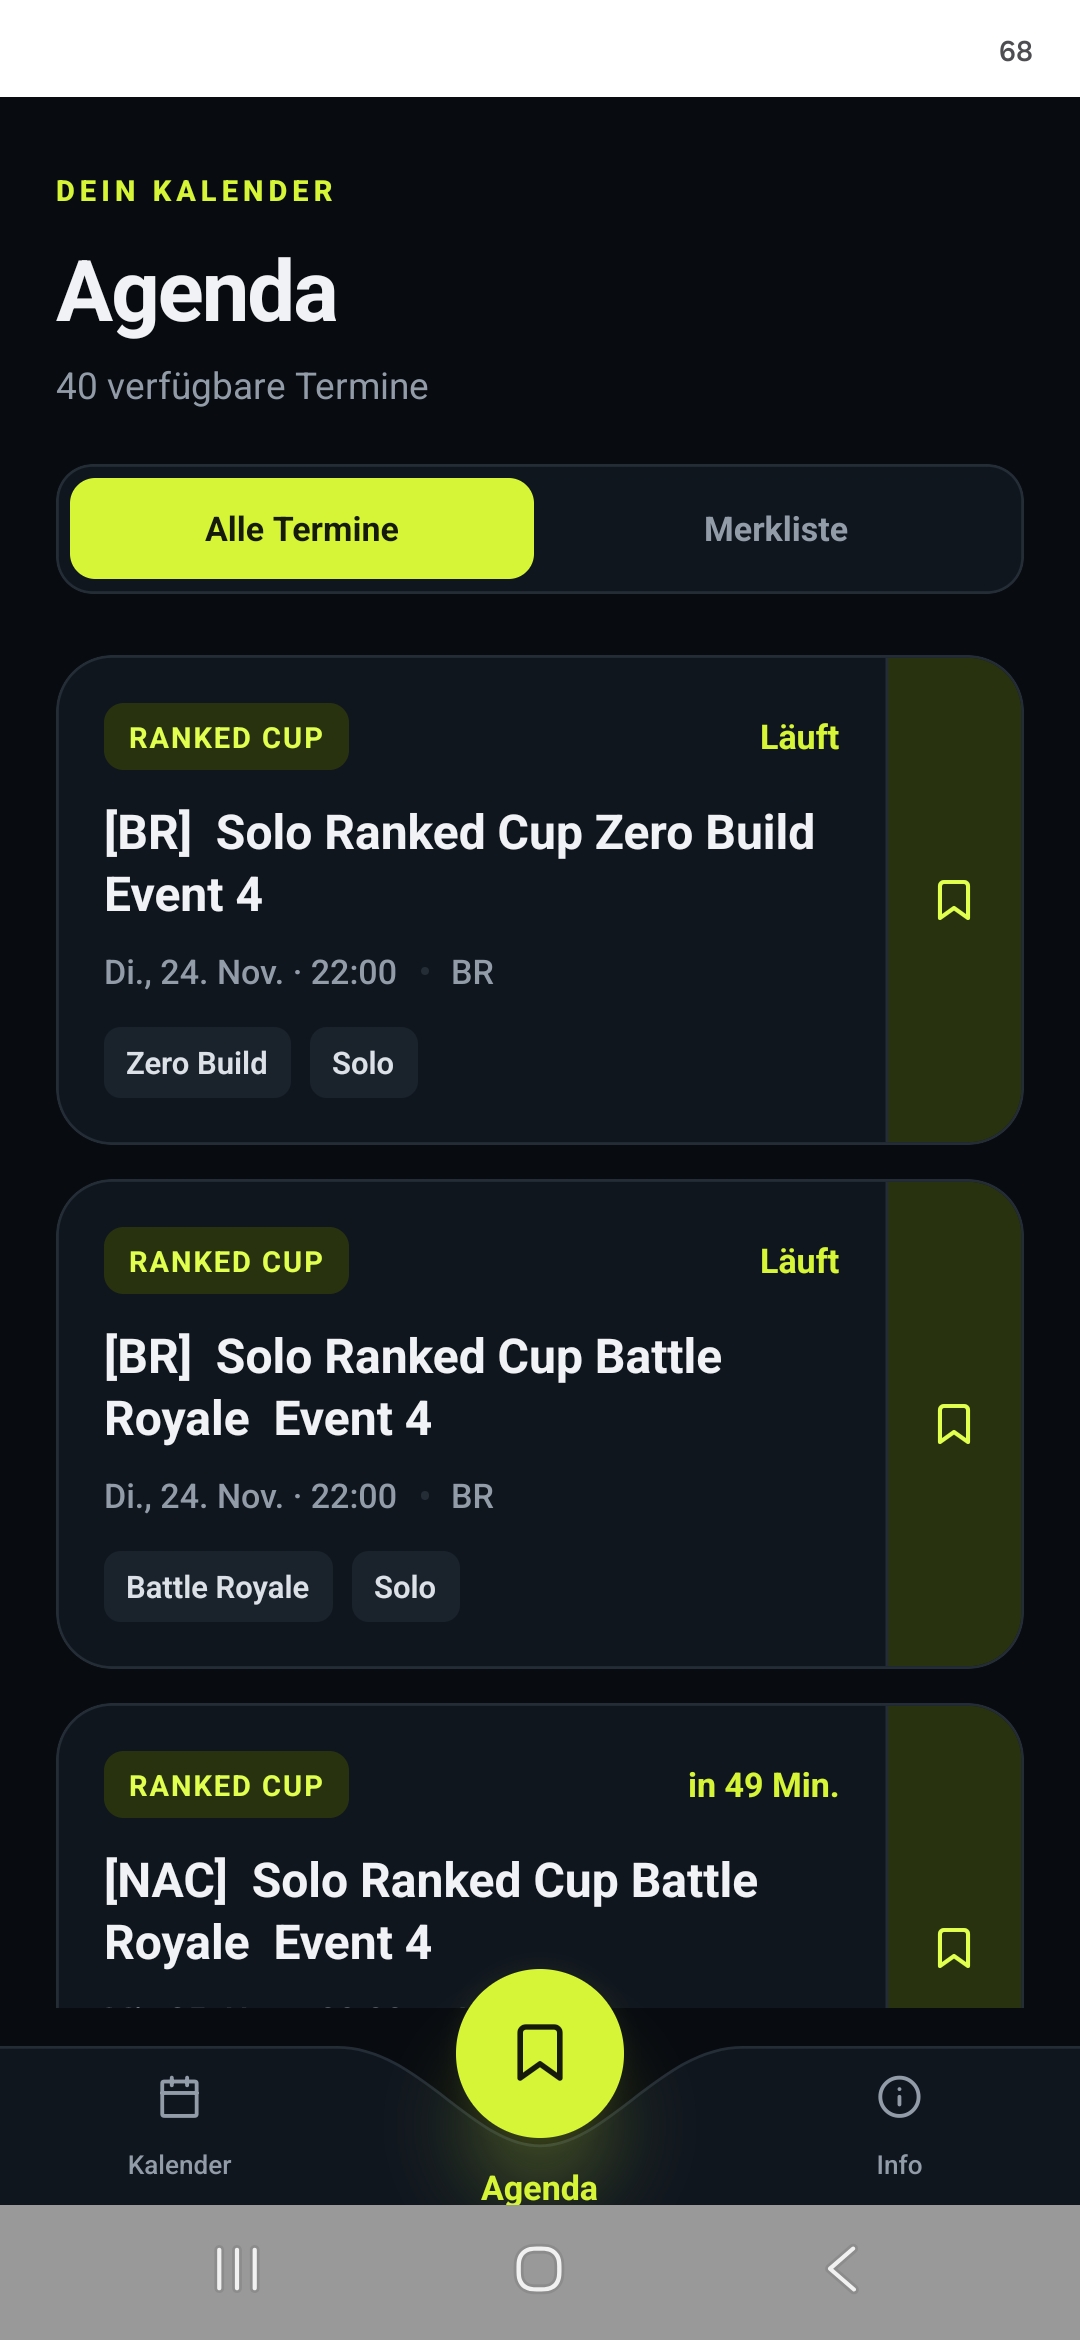 68
DEIN KALENDER
Agenda
40 verfügbare Termine
Alle Termine
Merkliste
RANKED CUP
Läuft
[BR]  Solo Ranked Cup Zero Build
Event 4
Di., 24. Nov. · 22:00 • BR
Zero Build
Solo
RANKED CUP
Läuft
[BR]  Solo Ranked Cup Battle
Royale  Event 4
Di., 24. Nov. · 22:00 • BR
Battle Royale
Solo
RANKED CUP
in 49 Min.
[NAC]  Solo Ranked Cup Battle
Royale  Event 4
Kalender
Agenda
Info